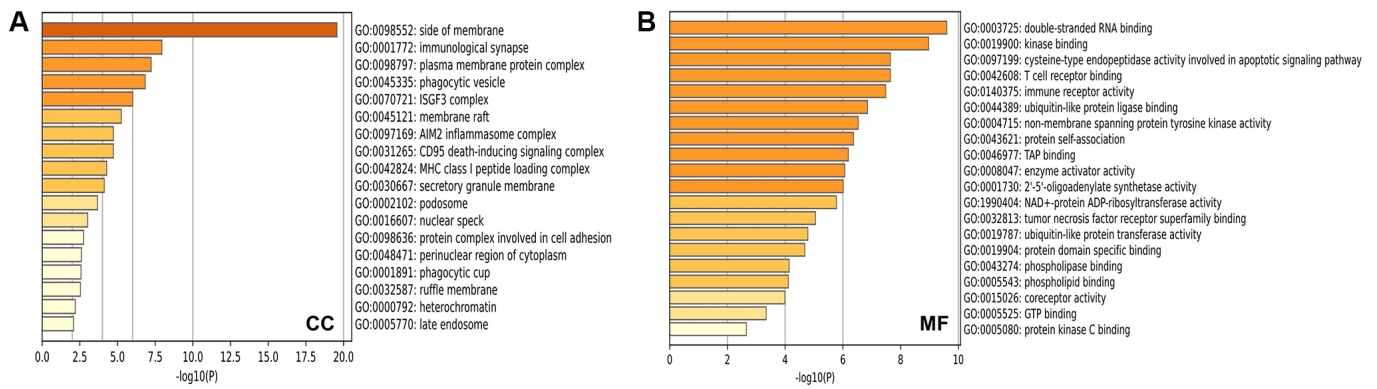 A
GO:0098552: side of membrane
GO:0001772: immunological synapse
GO:0098797: plasma membrane protein complex
GO:0045335: phagocytic vesicle
GO:0070721: ISGF3 complex
GO:0045121: membrane raft
GO:0097169: AIM2 inflammasome complex
GO:0031265: CD95 death-inducing signaling complex
GO:0042824: MHC class I peptide loading complex
GO:0030667: secretory granule membrane
GO:0002102: podosome
GO:0016607: nuclear speck
GO:0098636: protein complex involved in cell adhesion
GO:0048471: perinuclear region of cytoplasm
GO:0001891: phagocytic cup
GO:0032587: ruffle membrane
GO:0000792: heterochromatin
GO:0005770: late endosome
CC
0.0 2.5 5.0 7.5 10.0 12.5 15.0 17.5 20.0
-log10(P)
B
GO:0003725: double-stranded RNA binding
GO:0019900: kinase binding
GO:0097199: cysteine-type endopeptidase activity involved in apoptotic signaling pathway
GO:0042608: T cell receptor binding
GO:0140375: immune receptor activity
GO:0044389: ubiquitin-like protein ligase binding
GO:0004715: non-membrane spanning protein tyrosine kinase activity
GO:0043621: protein self-association
GO:0046977: TAP binding
GO:0008047: enzyme activator activity
GO:0001730: 2'-5'-oligoadenylate synthetase activity
GO:1990404: NAD+-protein ADP-ribosyltransferase activity
GO:0032813: tumor necrosis factor receptor superfamily binding
GO:0019787: ubiquitin-like protein transferase activity
GO:0019904: protein domain specific binding
GO:0043274: phospholipase binding
GO:0005543: phospholipid binding
GO:0015026: coreceptor activity
GO:0005525: GTP binding
GO:0005080: protein kinase C binding
MF
0 2 4 6 8 10
-log10(P)